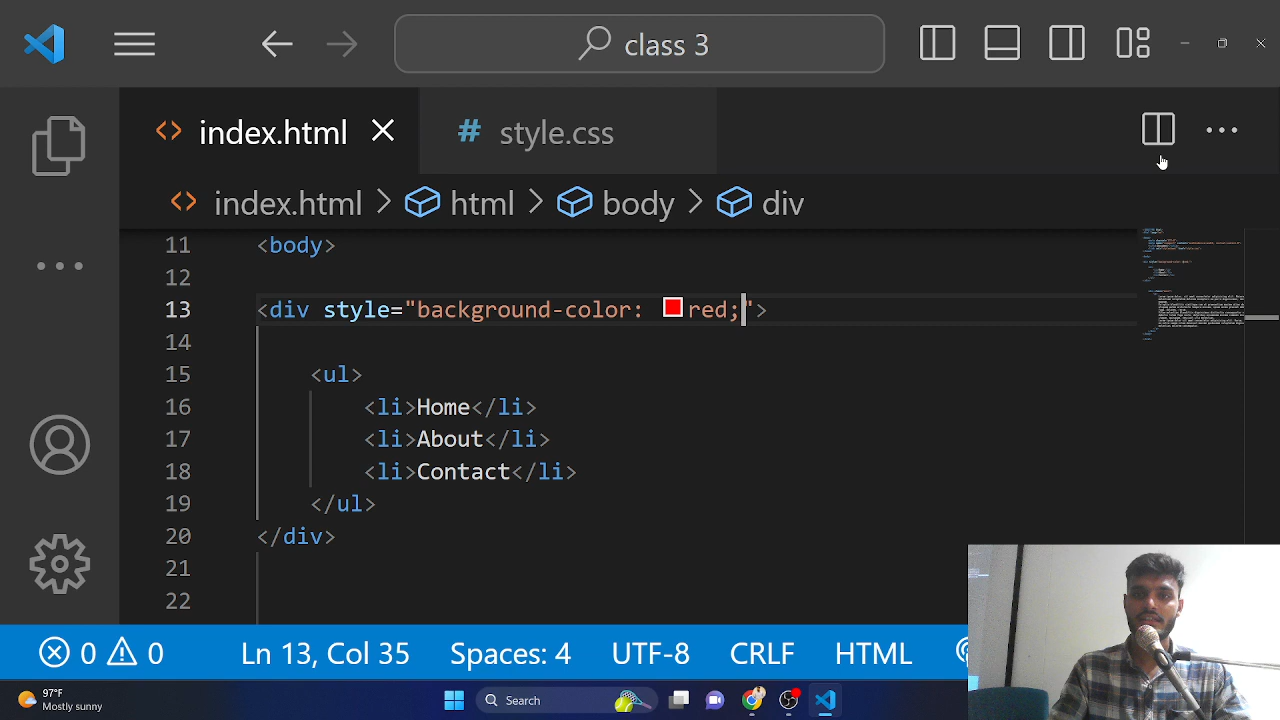 class 3
index.html
# style.css
index.html > html > body > div
11 <body>
12
13 <div style="background-color: red;">
14
15 <ul>
16 <li>Home</li>
17 <li>About</li>
18 <li>Contact</li>
19 </ul>
20 </div>
21
22
0 0 Ln 13, Col 35 Spaces: 4 UTF-8 CRLF HTML
97°F
Mostly sunny
Search